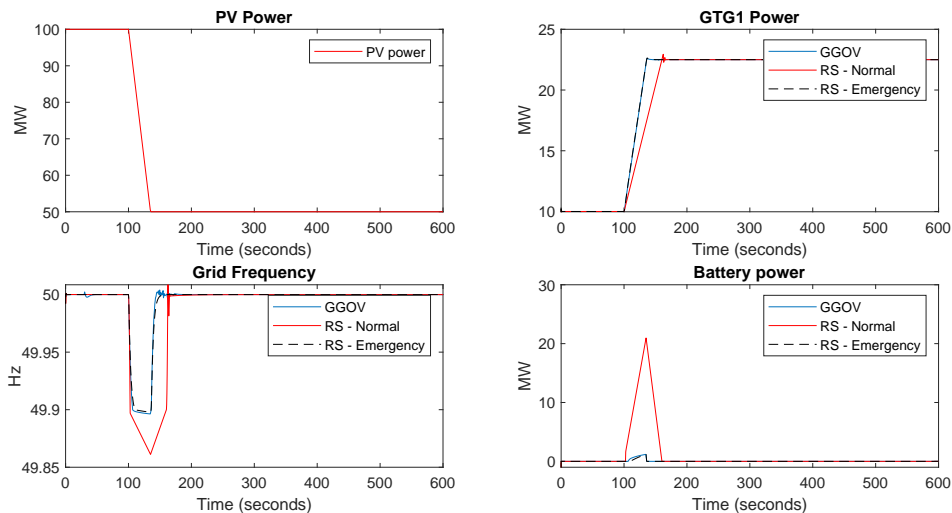 PV Power
100
90
80
70
60
50
MW
0 100 200 300 400 500 600
Time (seconds)
PV power
GTG1 Power
25
20
15
10
MW
0 100 200 300 400 500 600
Time (seconds)
GGOV
RS - Normal
RS - Emergency
Grid Frequency
50
49.95
49.9
49.85
Hz
0 100 200 300 400 500 600
Time (seconds)
GGOV
RS - Normal
RS - Emergency
Battery power
30
20
10
0
MW
0 100 200 300 400 500 600
Time (seconds)
GGOV
RS - Normal
RS - Emergency